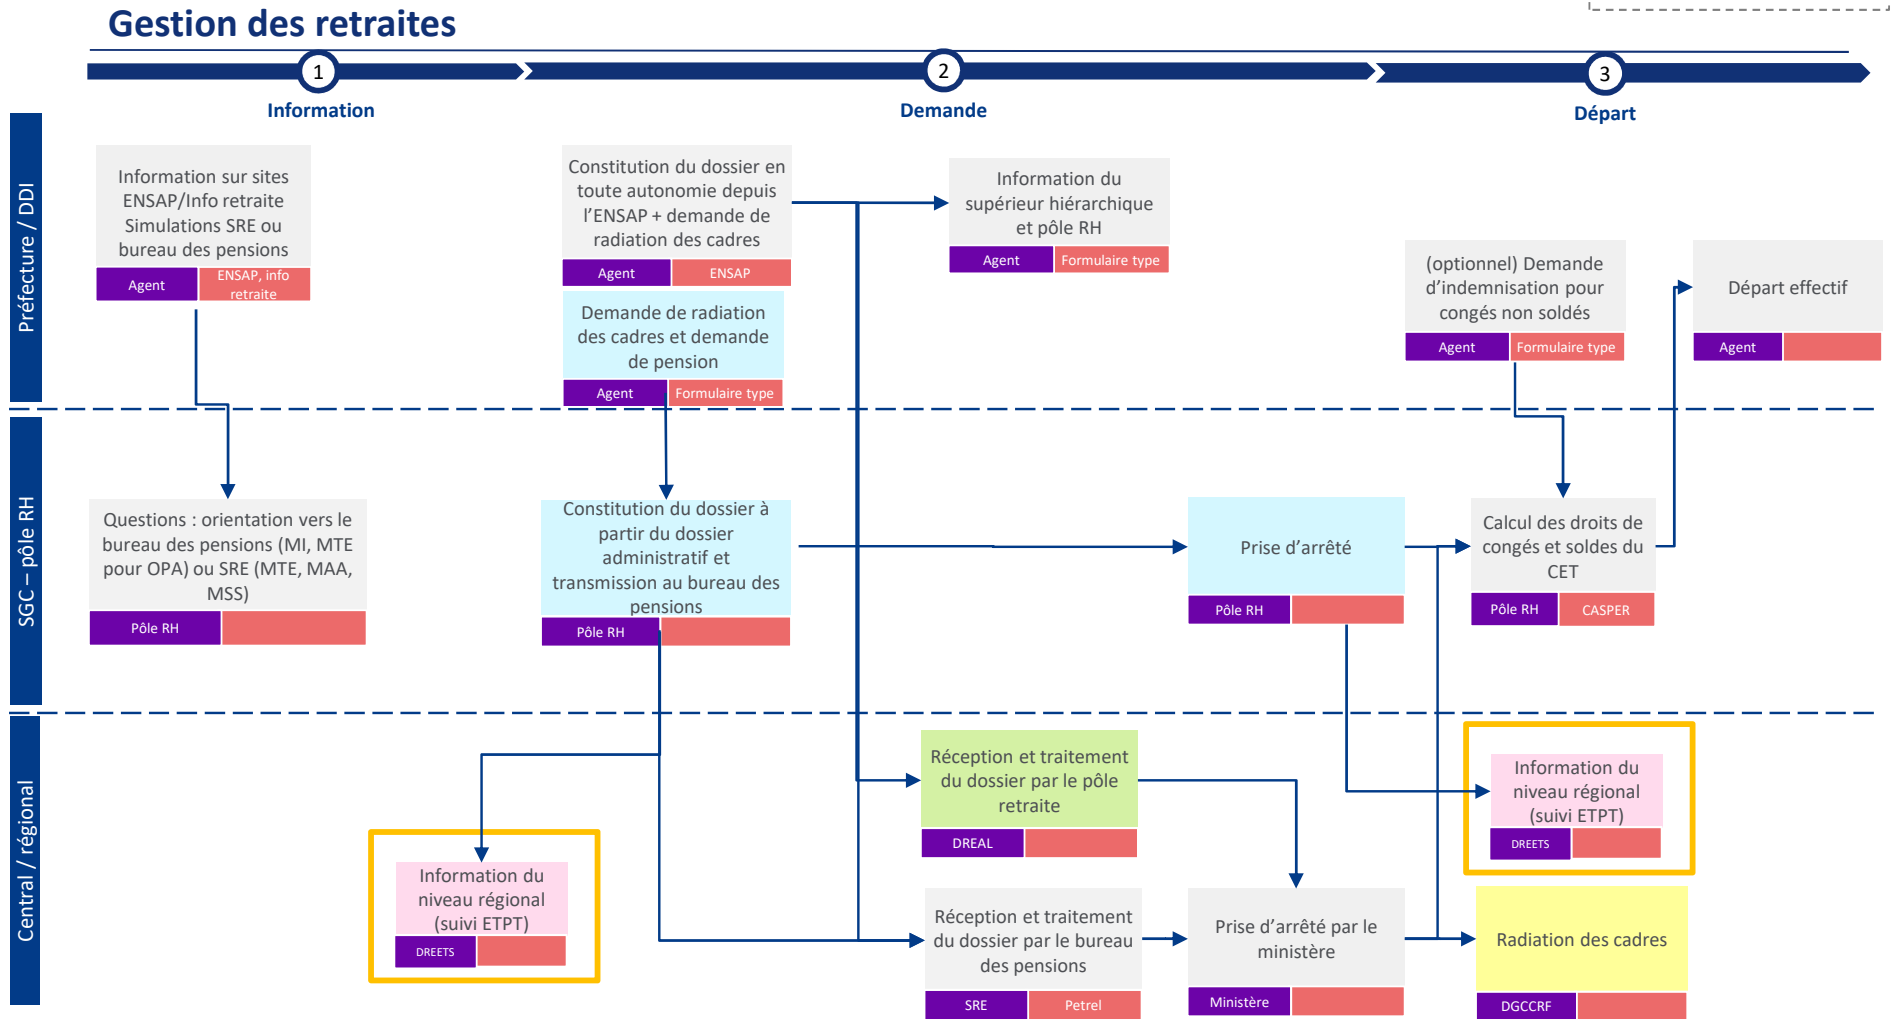 Gestion des retraites
1
2
3
Information
Demande
Départ
Préfecture / DDI
Information sur sites
ENSAP/Info retraite
Simulations SRE ou
bureau des pensions
Agent
ENSAP, info
retraite
Constitution du dossier en
toute autonomie depuis
l’ENSAP + demande de
radiation des cadres
Agent
ENSAP
Information du
supérieur hiérarchique
et pôle RH
Agent
Formulaire type
Demande de radiation
des cadres et demande
de pension
Agent
Formulaire type
(optionnel) Demande
d’indemnisation pour
congés non soldés
Agent
Formulaire type
Départ effectif
Agent
SGC – pôle RH
Questions : orientation vers le
bureau des pensions (MI, MTE
pour OPA) ou SRE (MTE, MAA,
MSS)
Pôle RH
Constitution du dossier à
partir du dossier
administratif et
transmission au bureau des
pensions
Pôle RH
Prise d’arrêté
Pôle RH
Calcul des droits de
congés et soldes du
CET
Pôle RH
CASPER
Central / régional
Information du
niveau régional
(suivi ETPT)
DREETS
Réception et traitement
du dossier par le pôle
retraite
DREAL
Réception et traitement
du dossier par le bureau
des pensions
SRE
Petrel
Prise d’arrêté par le
ministère
Ministère
Information du
niveau régional
(suivi ETPT)
DREETS
Radiation des cadres
DGCCRF